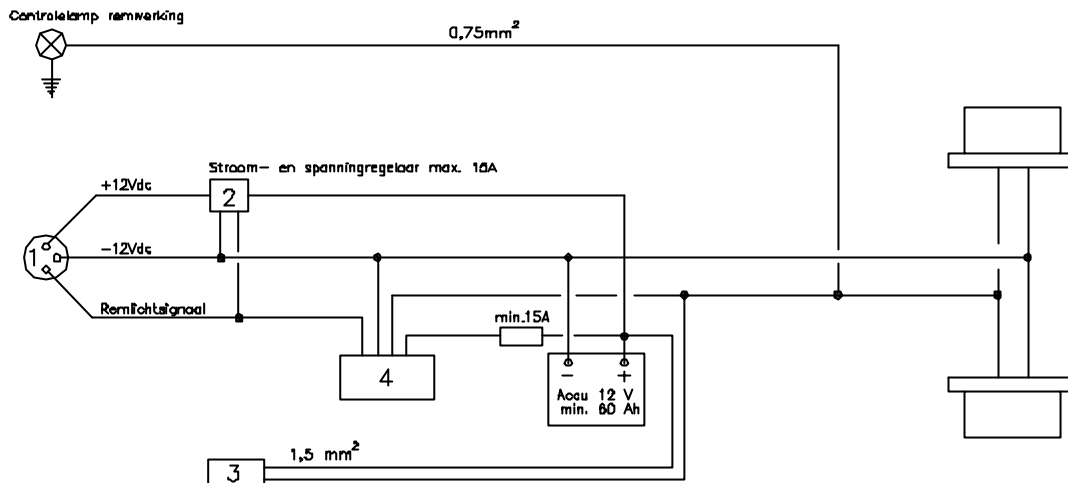 Controlelamp remwerking
0,75mm²
Stroom- en spanningregelaar max. 16A
+12Vdc
2
1
-12Vdc
Remlichtsignaal
min.15A
4
- +
Accu 12 V
min. 60 Ah
1,5 mm²
3